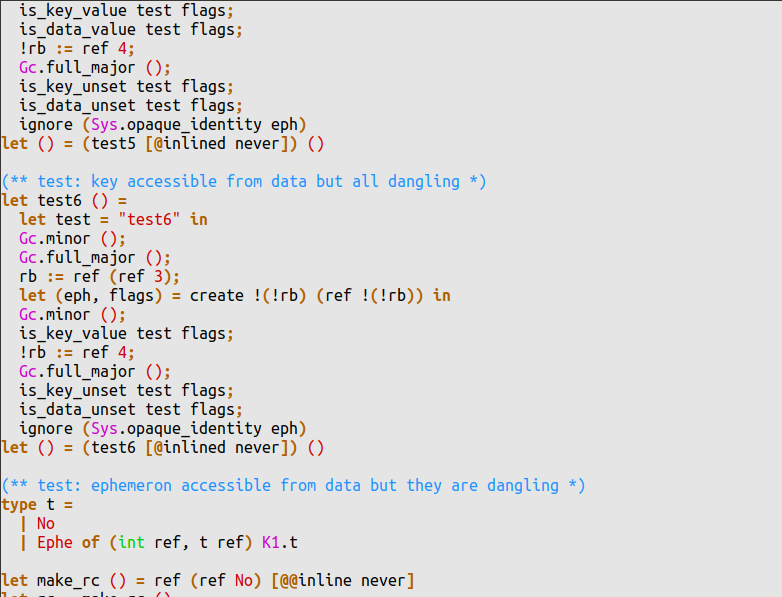 is_key_value test flags;
is_data_value test flags;
!rb := ref 4;
Gc.full_major ();
is_key_unset test flags;
is_data_unset test flags;
ignore (Sys.opaque_identity eph)
let () = (test5 [@inlined never]) ()
(** test: key accessible from data but all dangling *)
let test6 () =
let test = "test6" in
Gc.minor ();
Gc.full_major ();
rb := ref (ref 3);
let (eph, flags) = create !(!rb) (ref !(!rb)) in
Gc.minor ();
is_key_value test flags;
!rb := ref 4;
Gc.full_major ();
is_key_unset test flags;
is_data_unset test flags;
ignore (Sys.opaque_identity eph)
let () = (test6 [@inlined never]) ()
(** test: ephemeron accessible from data but they are dangling *)
type t =
| No
| Ephe of (int ref, t ref) K1.t
let make_rc () = ref (ref No) [@@inline never]